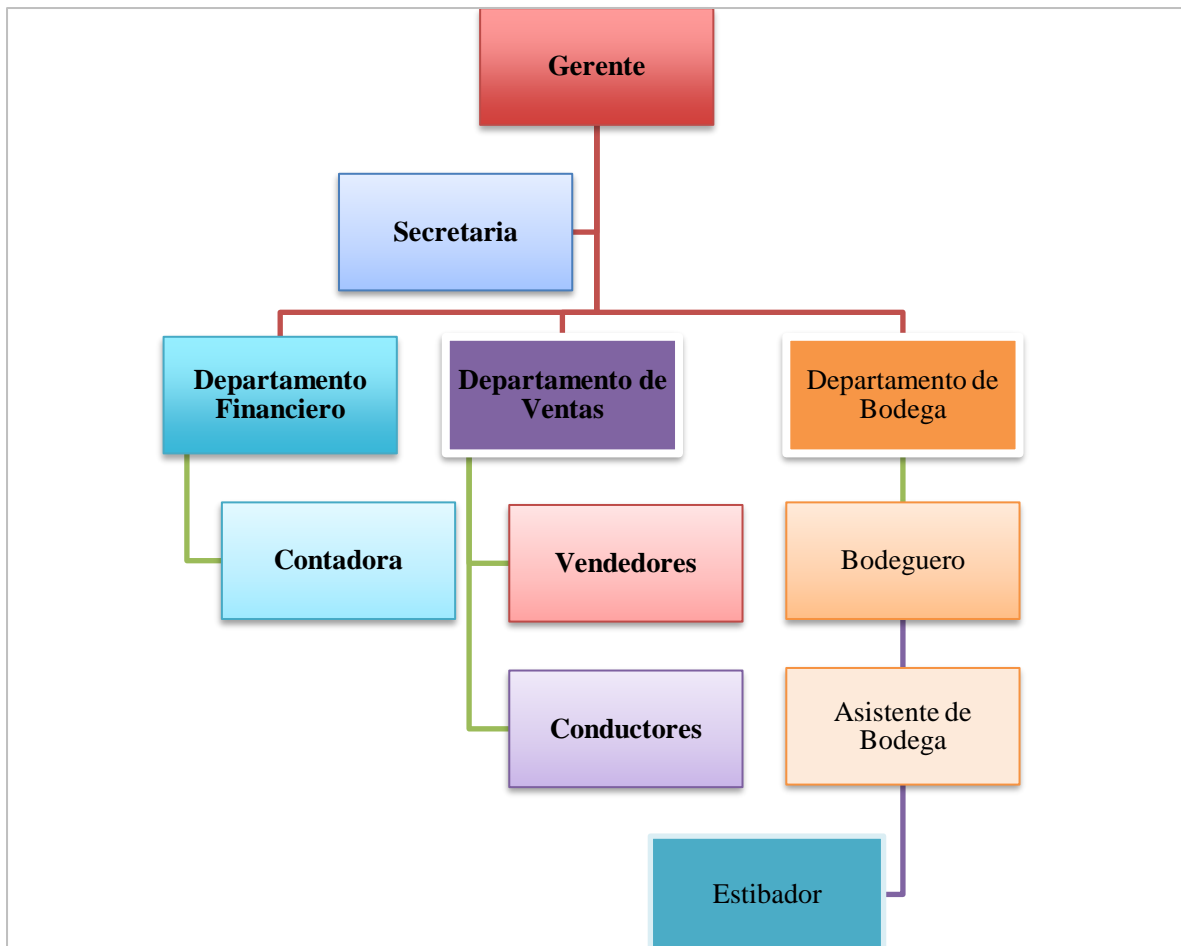 Gerente
Secretaria
Departamento
Financiero
Departamento de
Ventas
Departamento de
Bodega
Contadora
Vendedores
Bodeguero
Conductores
Asistente de
Bodega
Estibador